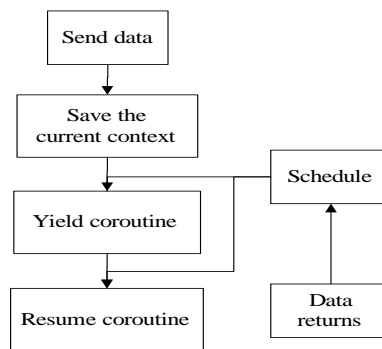 Send data
Save the
current context
Schedule
Yield coroutine
Resume coroutine
Data
returns